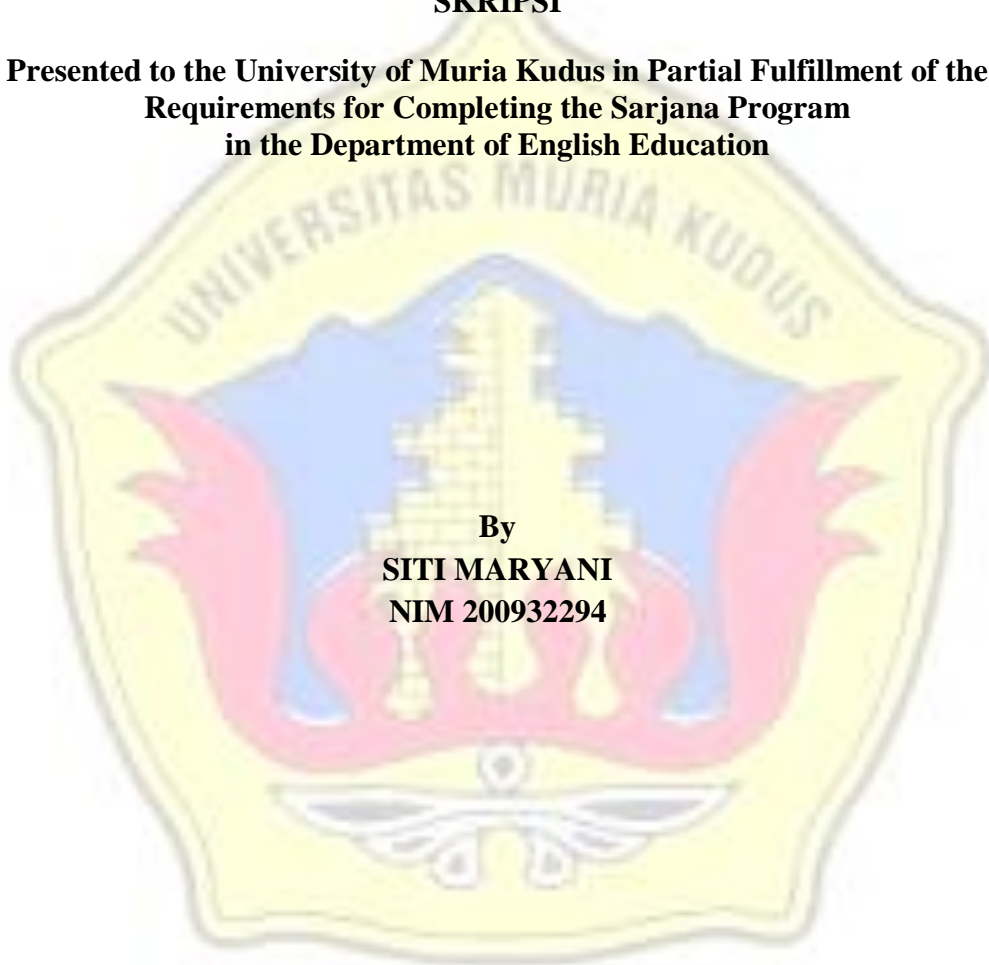 SKRIPSI
Presented to the University of Muria Kudus in Partial Fulfillment of the
Requirements for Completing the Sarjana Program
in the Department of English Education
UNIVERSITAS MURIA KUDUS
By
SITI MARYANI
NIM 200932294